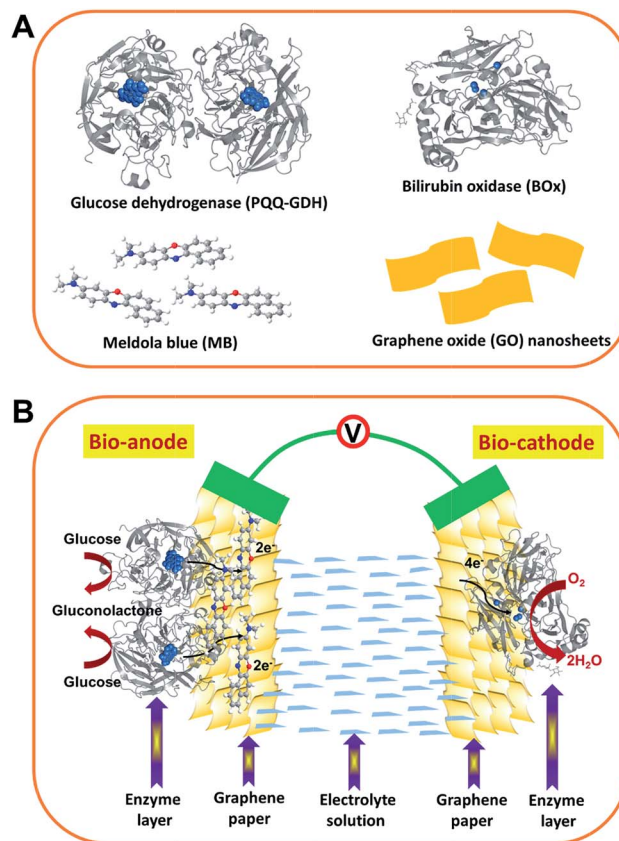 A
Glucose dehydrogenase (PQQ-GDH)
Bilirubin oxidase (BOx)
Meldola blue (MB)
Graphene oxide (GO) nanosheets
B
Bio-anode
V
Bio-cathode
Glucose
2e-
4e-
O2
Gluconolactone
2e-
2H2O
Glucose
Enzyme
layer
Graphene
paper
Electrolyte
solution
Graphene
paper
Enzyme
layer